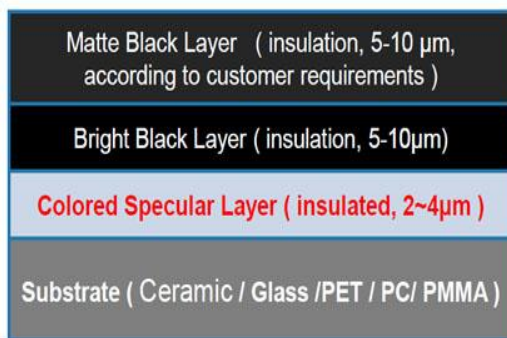 Matte Black Layer ( insulation, 5-10 μm,
according to customer requirements )
Bright Black Layer ( insulation, 5-10μm)
Colored Specular Layer ( insulated, 2~4μm )
Substrate ( Ceramic / Glass /PET / PC/ PMMA )